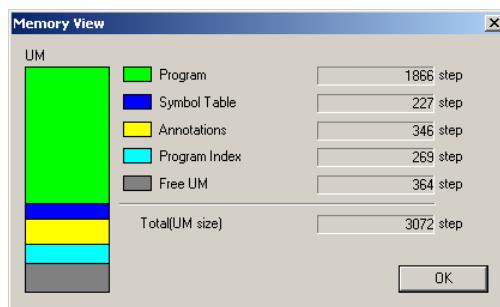 Memory View
UM
Program 1866 step
Symbol Table 227 step
Annotations 346 step
Program Index 269 step
Free UM 364 step
Total(UM size) 3072 step
OK